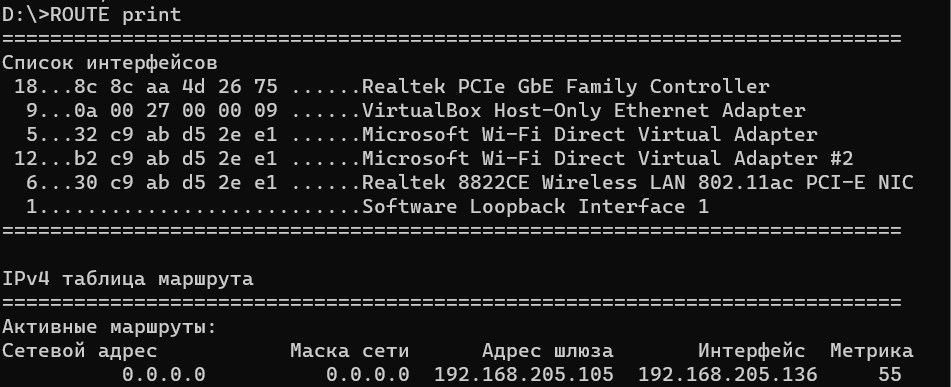 D:\>ROUTE print
===========================================================================
Список интерфейсов
 18...8c 8c aa 4d 26 75 ......Realtek PCIe GbE Family Controller
  9...0a 00 27 00 00 09 ......VirtualBox Host-Only Ethernet Adapter
  5...32 c9 ab d5 2e e1 ......Microsoft Wi-Fi Direct Virtual Adapter
 12...b2 c9 ab d5 2e e1 ......Microsoft Wi-Fi Direct Virtual Adapter #2
  6...30 c9 ab d5 2e e1 ......Realtek 8822CE Wireless LAN 802.11ac PCI-E NIC
  1...........................Software Loopback Interface 1
===========================================================================
IPv4 таблица маршрута
===========================================================================
Активные маршруты:
Сетевой адрес           Маска сети      Адрес шлюза       Интерфейс  Метрика
          0.0.0.0          0.0.0.0  192.168.205.105  192.168.205.136     55